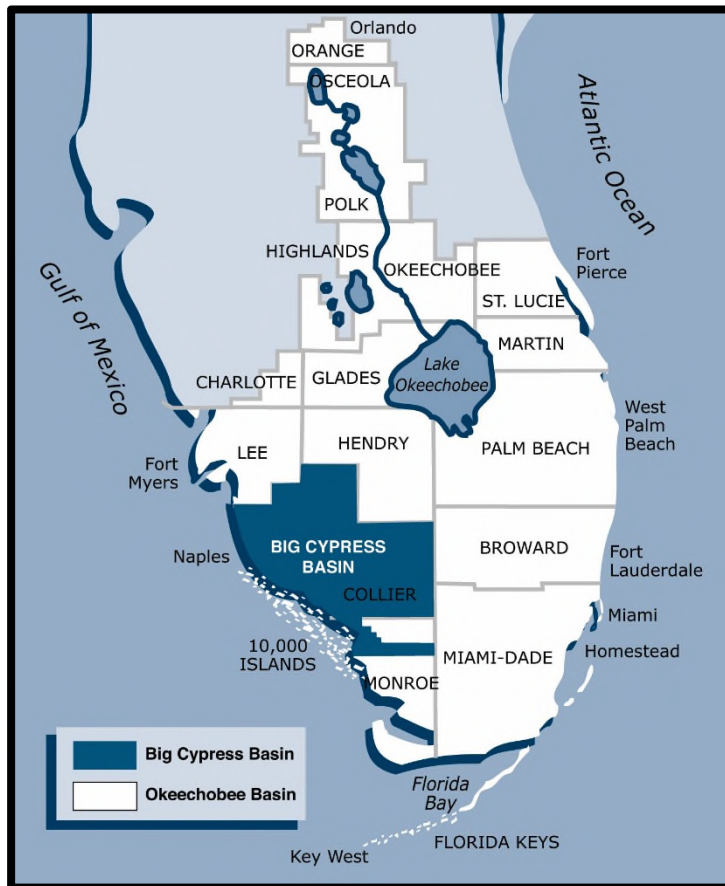 Orlando
ORANGE
OSCEOLA
Atlantic Ocean
POLK
HIGHLANDS
OKEECHOBEE
Fort
Pierce
Gulf of Mexico
ST. LUCIE
MARTIN
Lake
Okeechobee
CHARLOTTE
GLADES
West
Palm
Beach
LEE
HENDRY
PALM BEACH
Fort
Myers
BIG CYPRESS
BASIN
BROWARD
Naples
Fort
Lauderdale
COLLIER
Miami
10,000
ISLANDS
MIAMI-DADE
Homestead
MONROE
Big Cypress Basin
Okeechobee Basin
Florida
Bay
FLORIDA KEYS
Key West